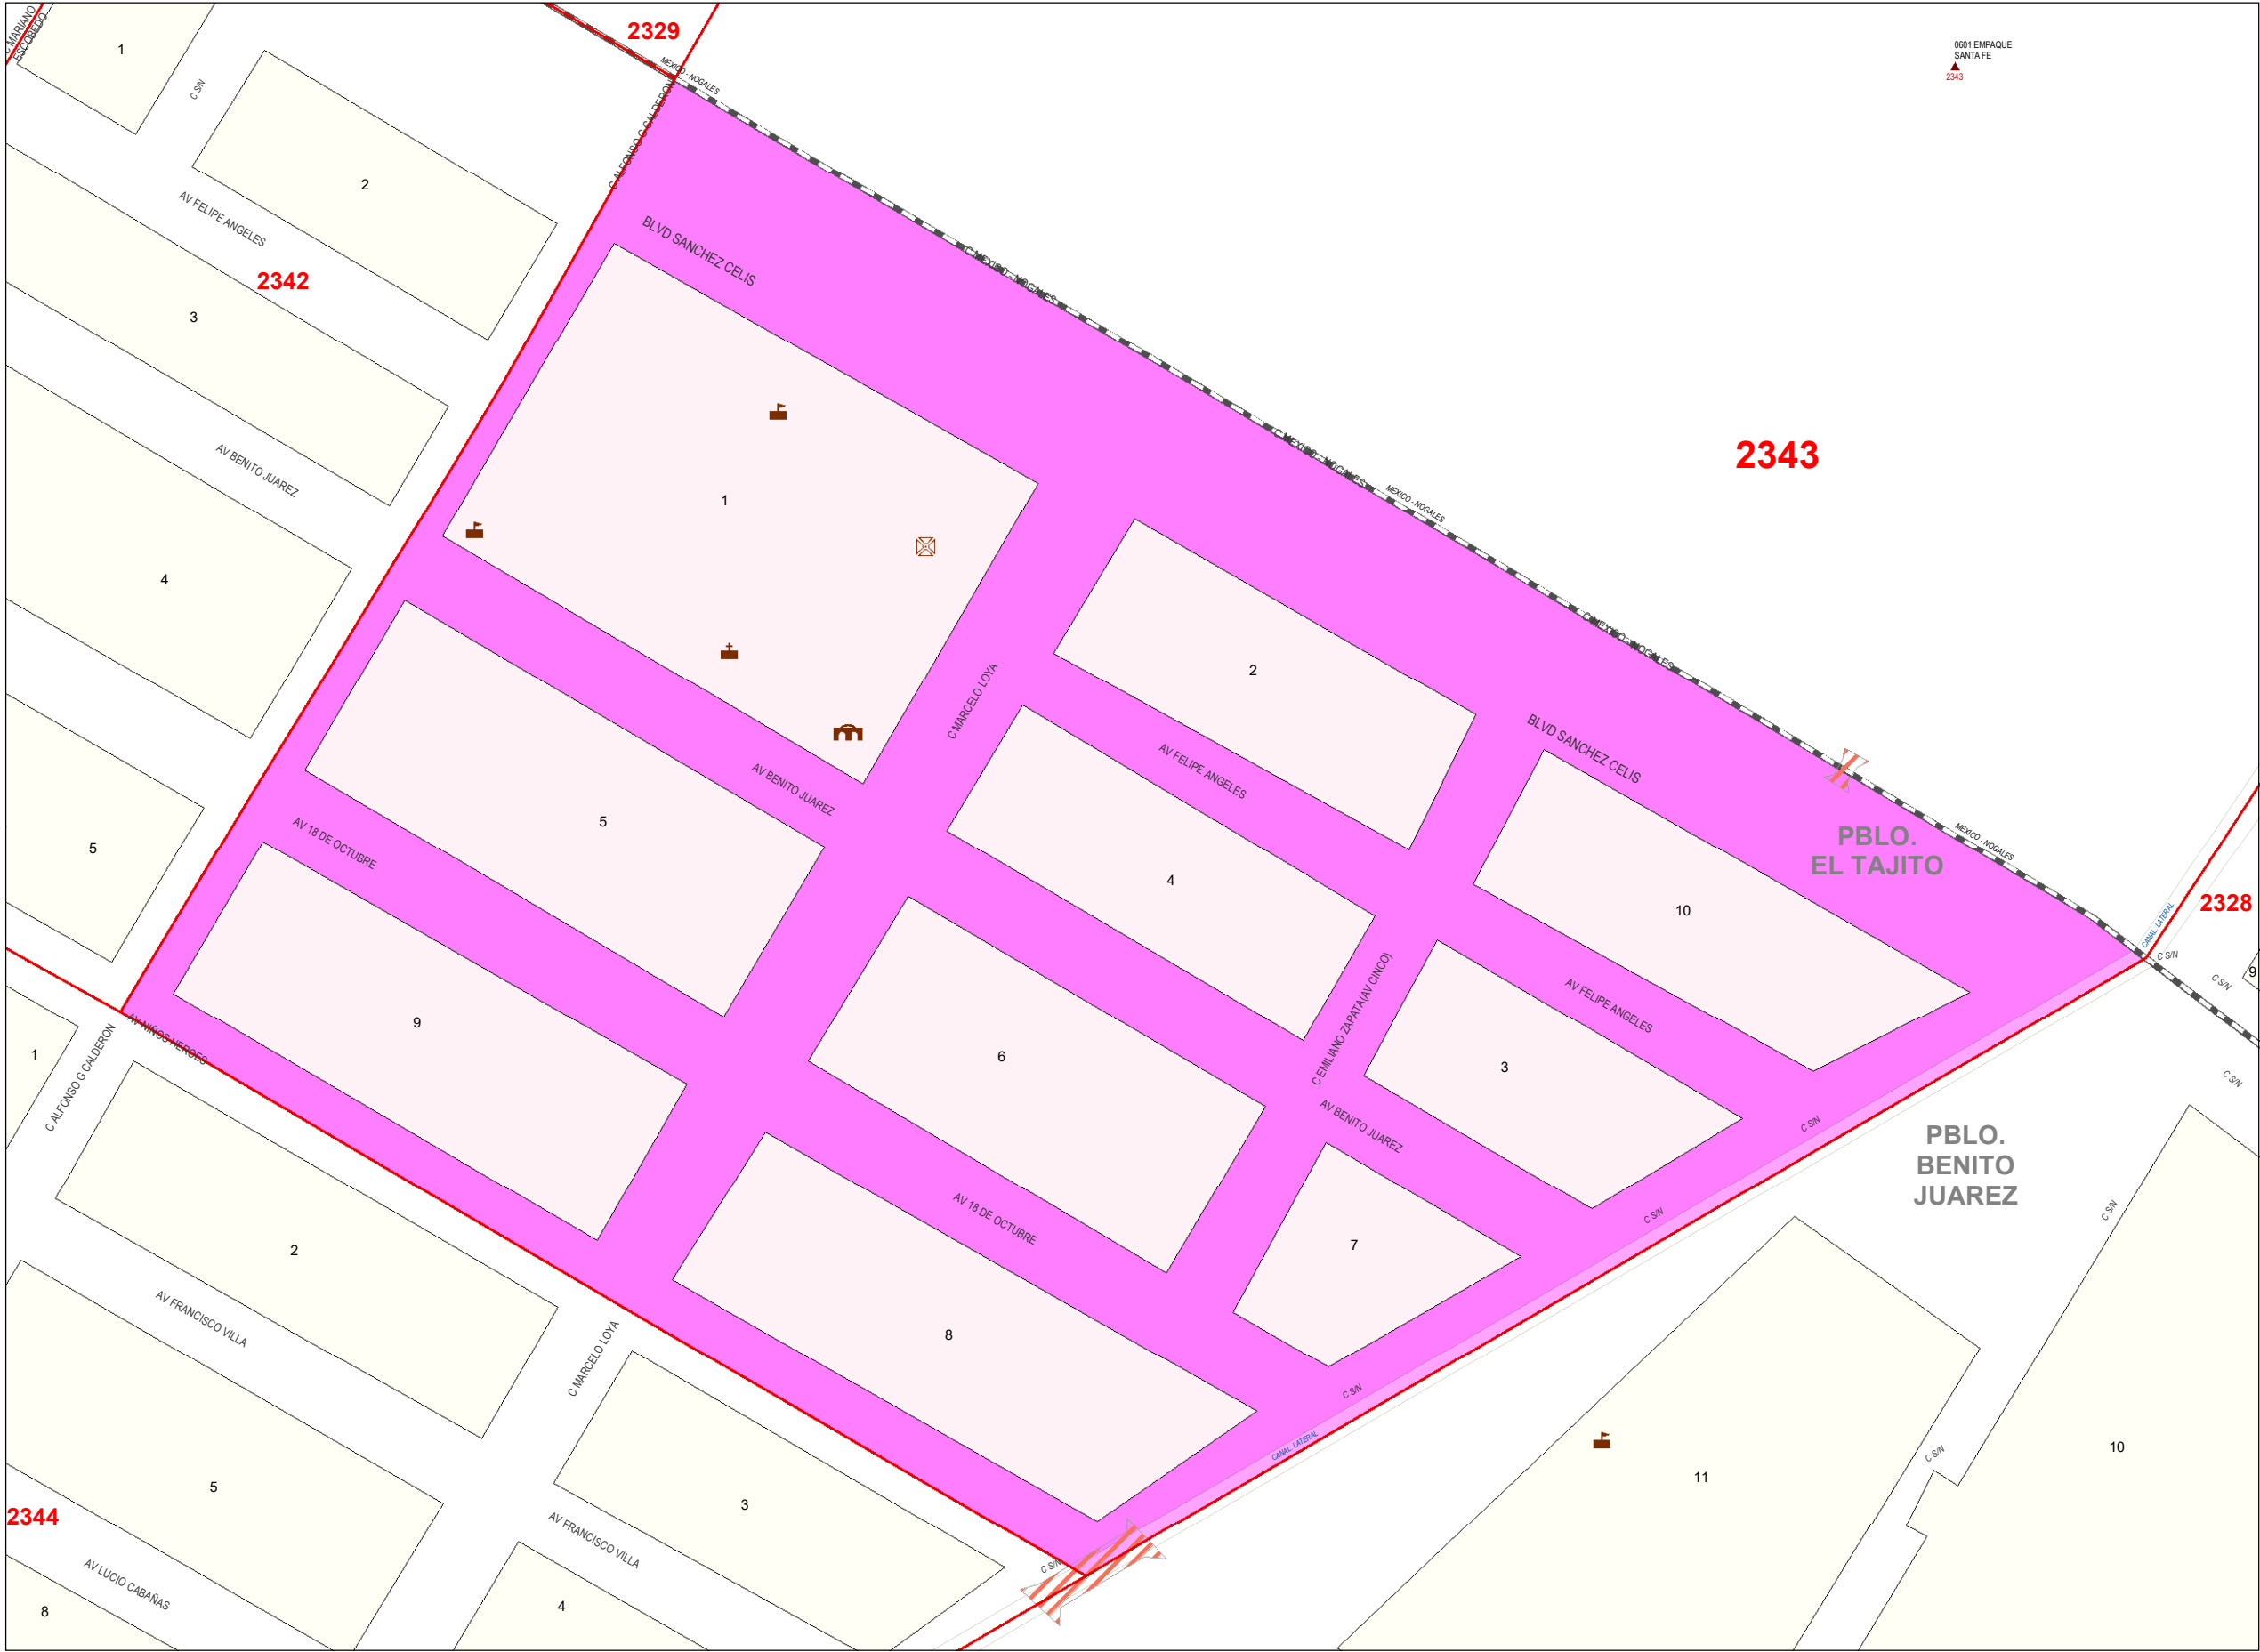 C MARIANO
ESCOBEDO
1
2329
MEXICO - NOGALES
0601 EMPAQUE
SANTA FE
2343
C S/N
2
C ALFONSO G CALDERON
AV FELIPE ANGELES
BLVD SANCHEZ CELIS
2342
C MEXICO - NOGALES
3
2343
AV BENITO JUAREZ
C MEXICO - NOGALES
MEXICO - NOGALES
1
4
C MEXICO - NOGALES
2
C MARCELO LOYA
BLVD SANCHEZ CELIS
AV FELIPE ANGELES
AV BENITO JUAREZ
5
AV 18 DE OCTUBRE
PBLO.
EL TAJITO
MEXICO - NOGALES
5
4
10
2328
CANAL LATERAL
C S/N
C S/N
9
C EMILIANO ZAPATA(AV CINCO)
AV FELIPE ANGELES
9
AV NIÑOS HEROES
1
C ALFONSO G CALDERON
6
3
C S/N
AV BENITO JUAREZ
C S/N
PBLO.
BENITO
JUAREZ
C S/N
C S/N
AV 18 DE OCTUBRE
7
2
AV FRANCISCO VILLA
C MARCELO LOYA
8
C S/N
CANAL LATERAL
C S/N
10
11
5
3
2344
AV FRANCISCO VILLA
C S/N
AV LUCIO CABAÑAS
8
4